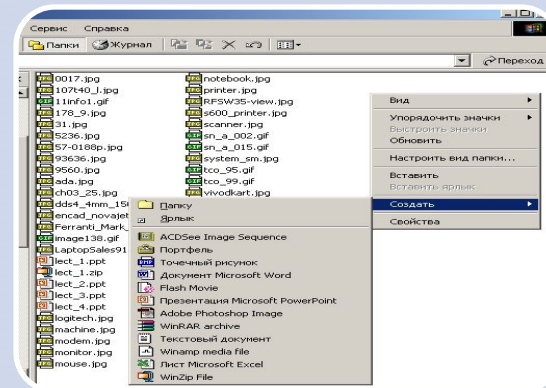 Сервис Справка
Папки Журнал
Переход
0017.jpg
107t40_l.jpg
11info1.gif
178_9.jpg
31.jpg
5236.jpg
57-0188p.jpg
93636.jpg
9560.jpg
ada.jpg
ch03_25.jpg
dds4_4mm_15
encad_novajet
Ferranti_Mark_
image138.gif
LaptopSales91
lect_1.ppt
lect_1.zip
lect_2.ppt
lect_3.ppt
lect_4.ppt
logitech.jpg
machine.jpg
modem.jpg
monitor.jpg
mouse.jpg
notebook.jpg
printer.jpg
RFSW35-view.jpg
s600_printer.jpg
scanner.jpg
sn_a_002.gif
sn_a_015.gif
system_sm.jpg
tco_95.gif
tco_99.gif
vivodkart.jpg
Вид
Упорядочить значки
Выстроить значки
Обновить
Настроить вид папки...
Вставить
Вставить ярлык
Создать
Свойства
Папку
Ярлык
ACDSee Image Sequence
Портфель
Точечный рисунок
Документ Microsoft Word
Flash Movie
Презентация Microsoft PowerPoint
Adobe Photoshop Image
WinRAR archive
Текстовый документ
Winamp media file
Лист Microsoft Excel
WinZip File